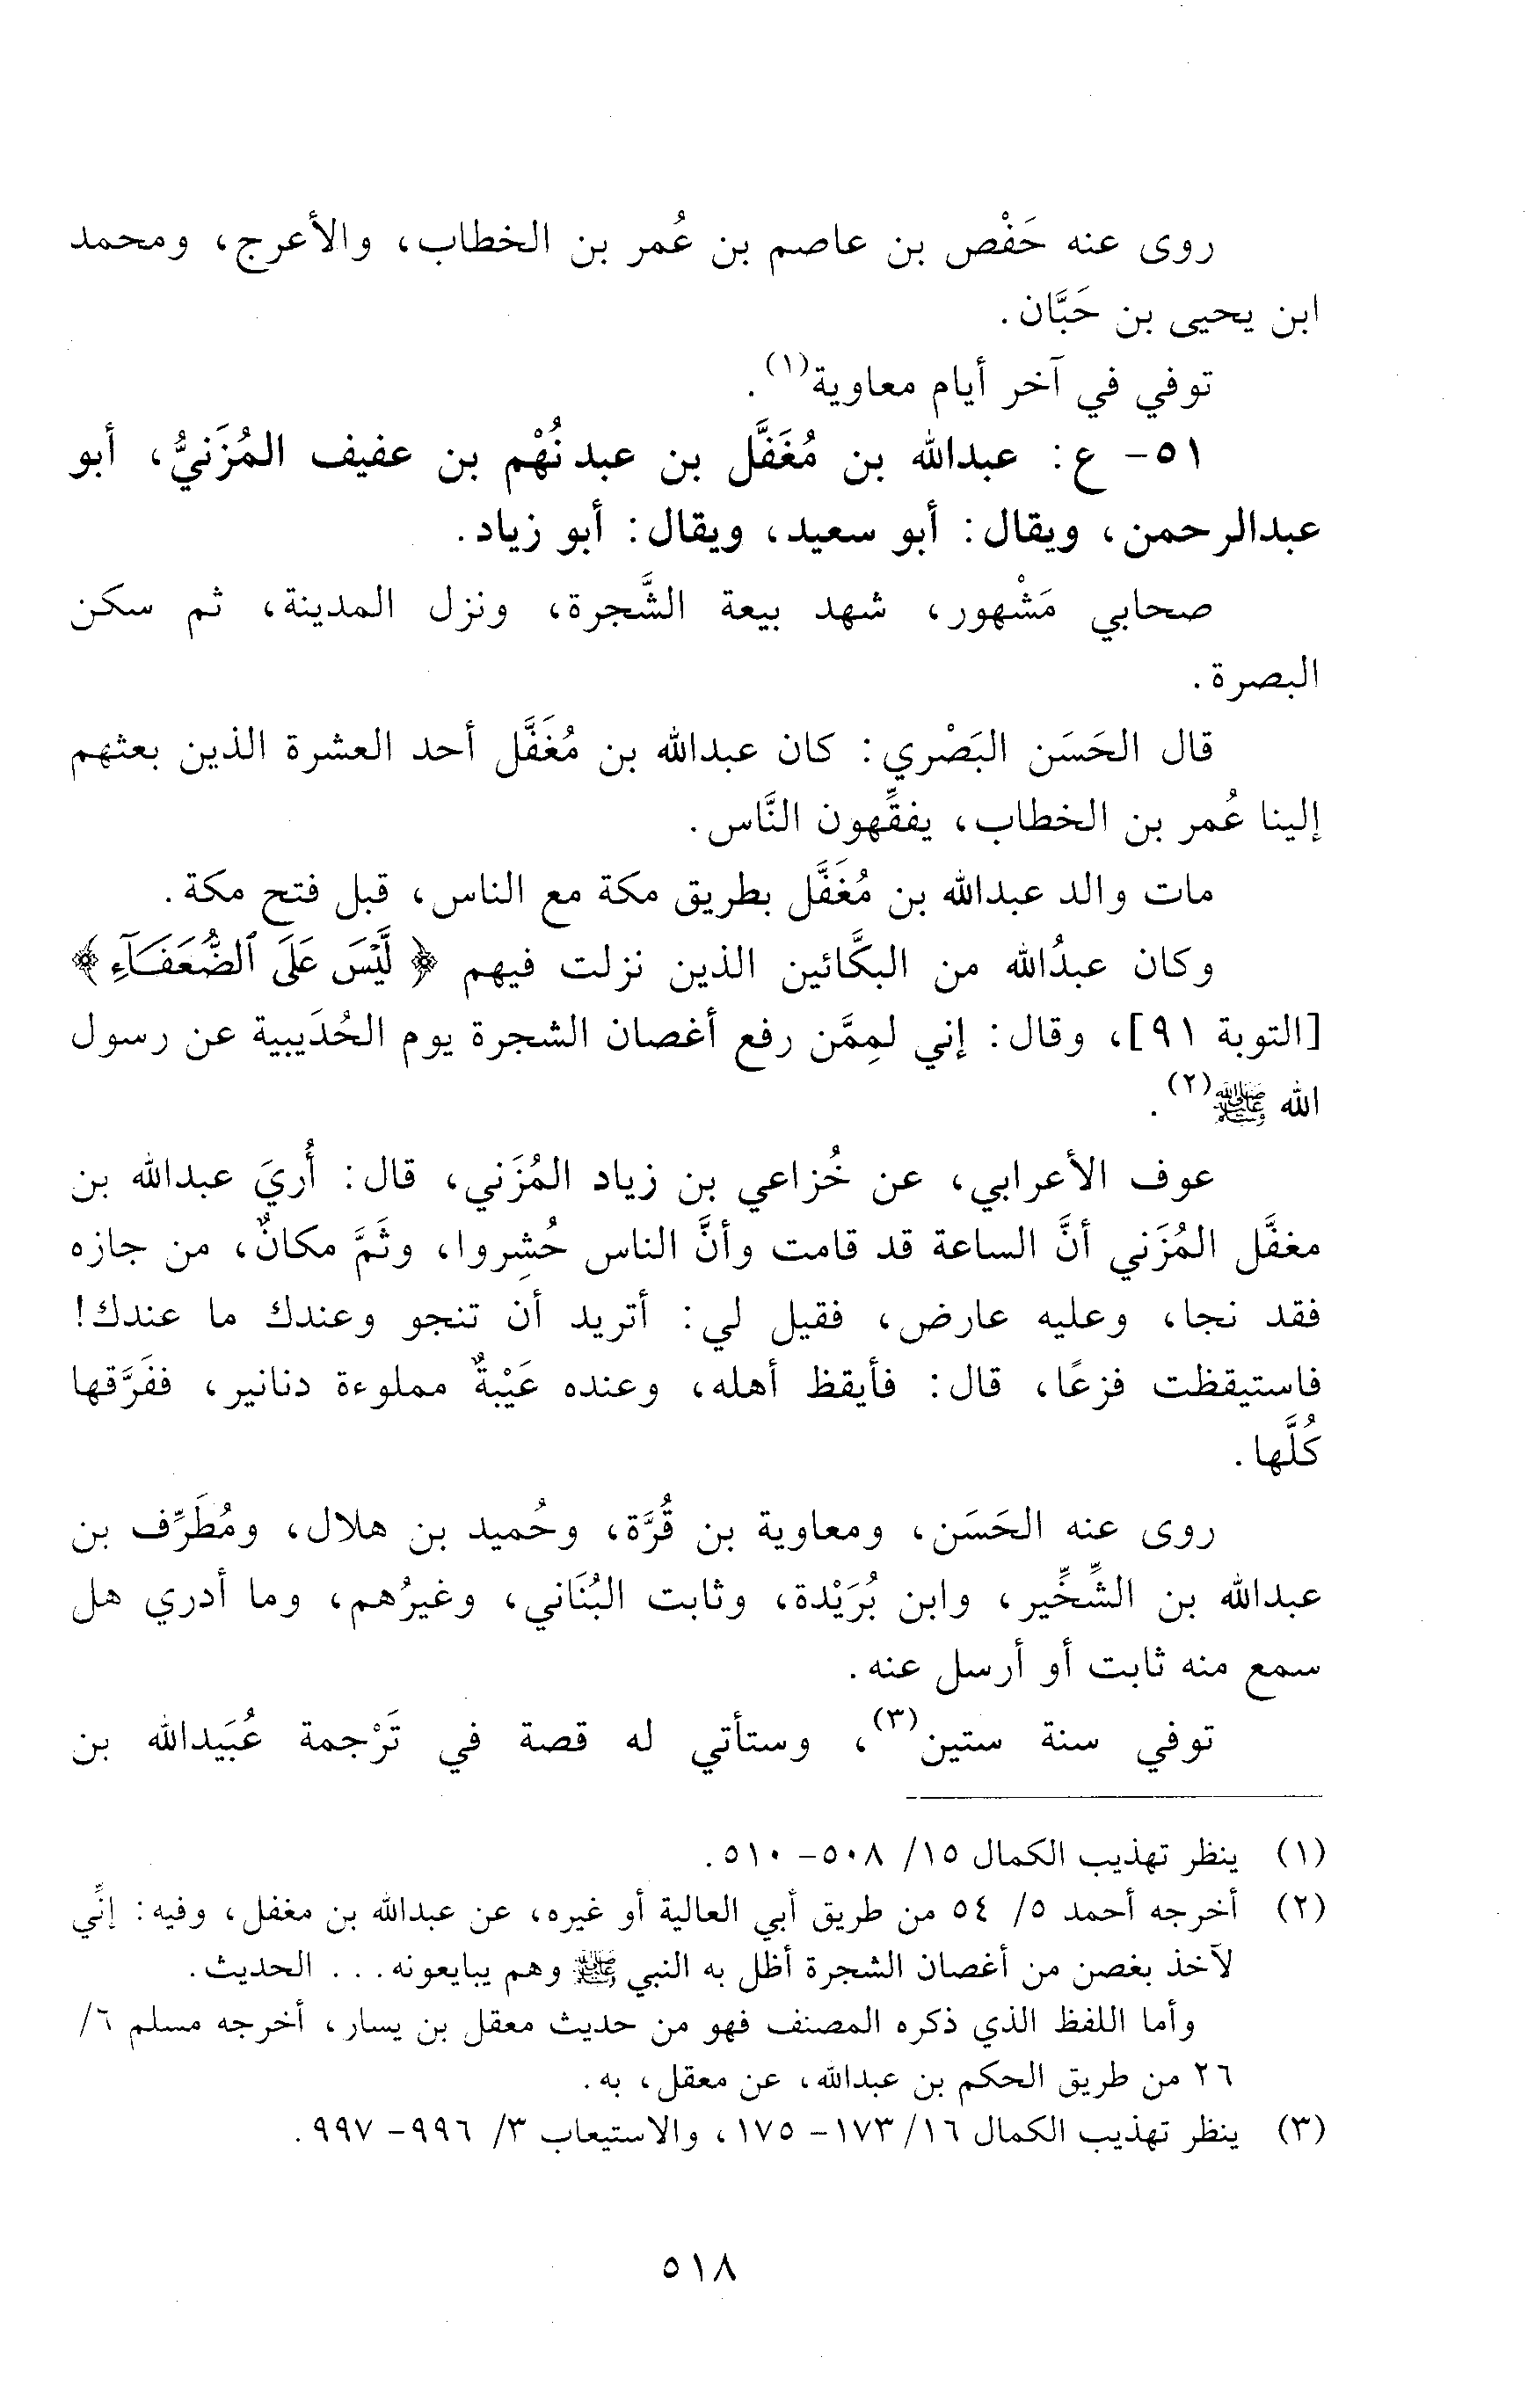 روى عنه حَفْص بن عاصم بن عُمر بن الخطاب، والأعرج، ومحمد
ابن يحيى بن حَبَّان.
توفي في آخر أيام معاوية(١).
٥١- ع: عبدالله بن مُغَفَّل بن عبدنُهْم بن عفيف المُزَنيُّ، أبو
عبدالرحمن، ويقال: أبو سعيد، ويقال: أبو زياد.
صحابي مَشْهور، شهد بيعة الشَّجرة، ونزل المدينة، ثم سكن
البصرة.
قال الحَسَن البَصْري: كان عبدالله بن مُغَفَّل أحد العشرة الذين بعثهم
إلينا عُمر بن الخطاب، يفقِّهون النَّاس.
مات والد عبدالله بن مُغَفَّل بطريق مكة مع الناس، قبل فتح مكة.
وكان عبدُالله من البكَّائين الذين نزلت فيهم ﴿لَّيْسَ عَلَى ٱلضُّعَفَآءِ﴾
[التوبة ٩١]، وقال: إني لمِمَّن رفع أغصان الشجرة يوم الحُدَيبية عن رسول
الله ﷺ(٢).
عوف الأعرابي، عن خُزاعي بن زياد المُزَني، قال: أُريَ عبدالله بن
مغفَّل المُزَني أنَّ الساعة قد قامت وأنَّ الناس حُشِروا، وثَمَّ مكانٌ، من جازه
فقد نجا، وعليه عارض، فقيل لي: أتريد أن تنجو وعندك ما عندك!
فاستيقظت فزعًا، قال: فأيقظ أهله، وعنده عَيْبةٌ مملوءة دنانير، ففَرَّقها
كُلَّها.
روى عنه الحَسَن، ومعاوية بن قُرَّة، وحُميد بن هلال، ومُطَرِّف بن
عبدالله بن الشِّخِّير، وابن بُرَيْدة، وثابت البُنَاني، وغيرُهم، وما أدري هل
سمع منه ثابت أو أرسل عنه.
توفي سنة ستين(٣)، وستأتي له قصة في تَرْجمة عُبَيدالله بن
(١) ينظر تهذيب الكمال ١٥/ ٥٠٨- ٥١٠.
(٢) أخرجه أحمد ٥/ ٥٤ من طريق أبي العالية أو غيره، عن عبدالله بن مغفل، وفيه: إنِّي
لآخذ بغصن من أغصان الشجرة أظل به النبي ﷺ وهم يبايعونه... الحديث.
وأما اللفظ الذي ذكره المصنف فهو من حديث معقل بن يسار، أخرجه مسلم ٦/
٢٦ من طريق الحكم بن عبدالله، عن معقل، به.
(٣) ينظر تهذيب الكمال ١٦/ ١٧٣- ١٧٥، والاستيعاب ٣/ ٩٩٦- ٩٩٧.
٥١٨